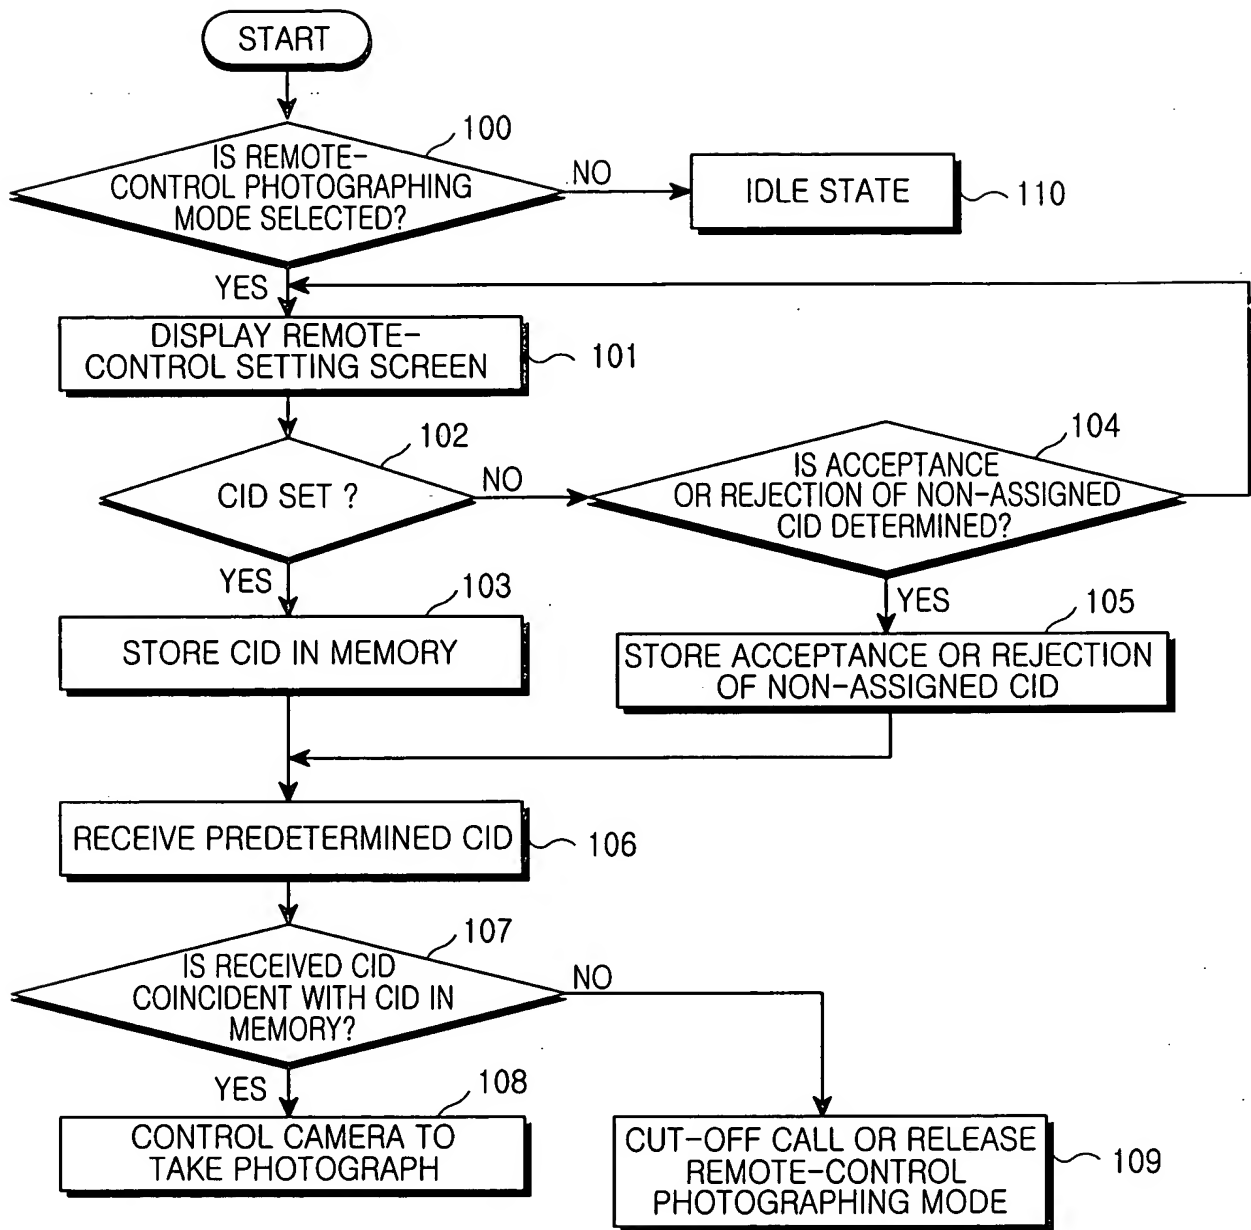 START
100
IS REMOTE-
CONTROL PHOTOGRAPHING
MODE SELECTED?
NO
IDLE STATE
110
YES
DISPLAY REMOTE-
CONTROL SETTING SCREEN
101
102
CID SET ?
NO
104
IS ACCEPTANCE
OR REJECTION OF NON-ASSIGNED
CID DETERMINED?
YES
103
STORE CID IN MEMORY
YES
105
STORE ACCEPTANCE OR REJECTION
OF NON-ASSIGNED CID
RECEIVE PREDETERMINED CID
106
107
IS RECEIVED CID
COINCIDENT WITH CID IN
MEMORY?
NO
YES
108
CONTROL CAMERA TO
TAKE PHOTOGRAPH
CUT-OFF CALL OR RELEASE
REMOTE-CONTROL
PHOTOGRAPHING MODE
109